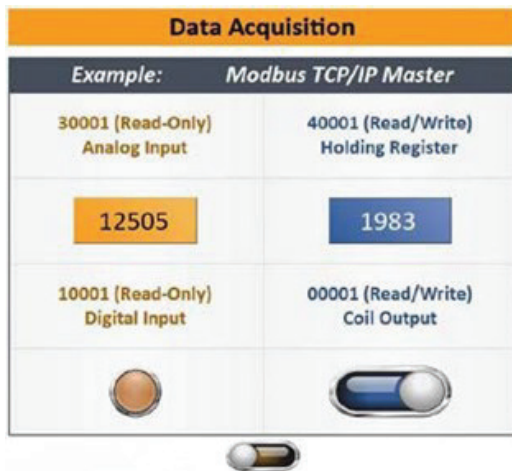 Data Acquisition
Example: Modbus TCP/IP Master
30001 (Read-Only)
Analog Input
40001 (Read/Write)
Holding Register
12505
1983
10001 (Read-Only)
Digital Input
00001 (Read/Write)
Coil Output